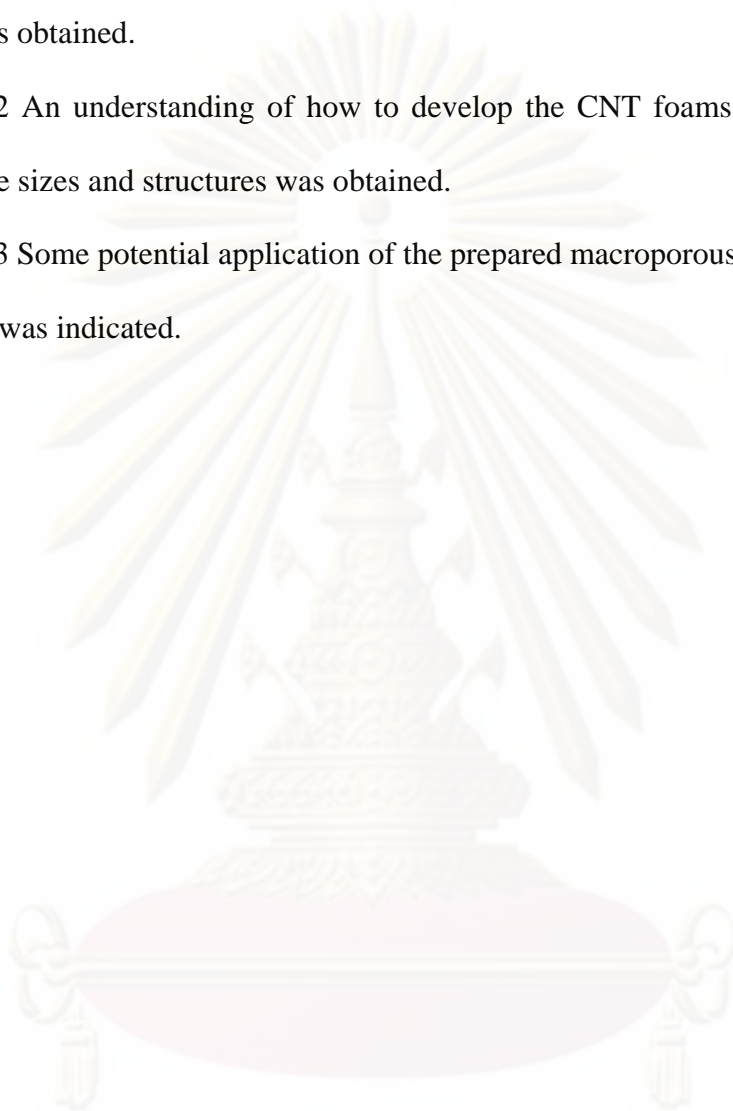 s obtained.
2 An understanding of how to develop the CNT foams
e sizes and structures was obtained.
3 Some potential application of the prepared macroporous
was indicated.